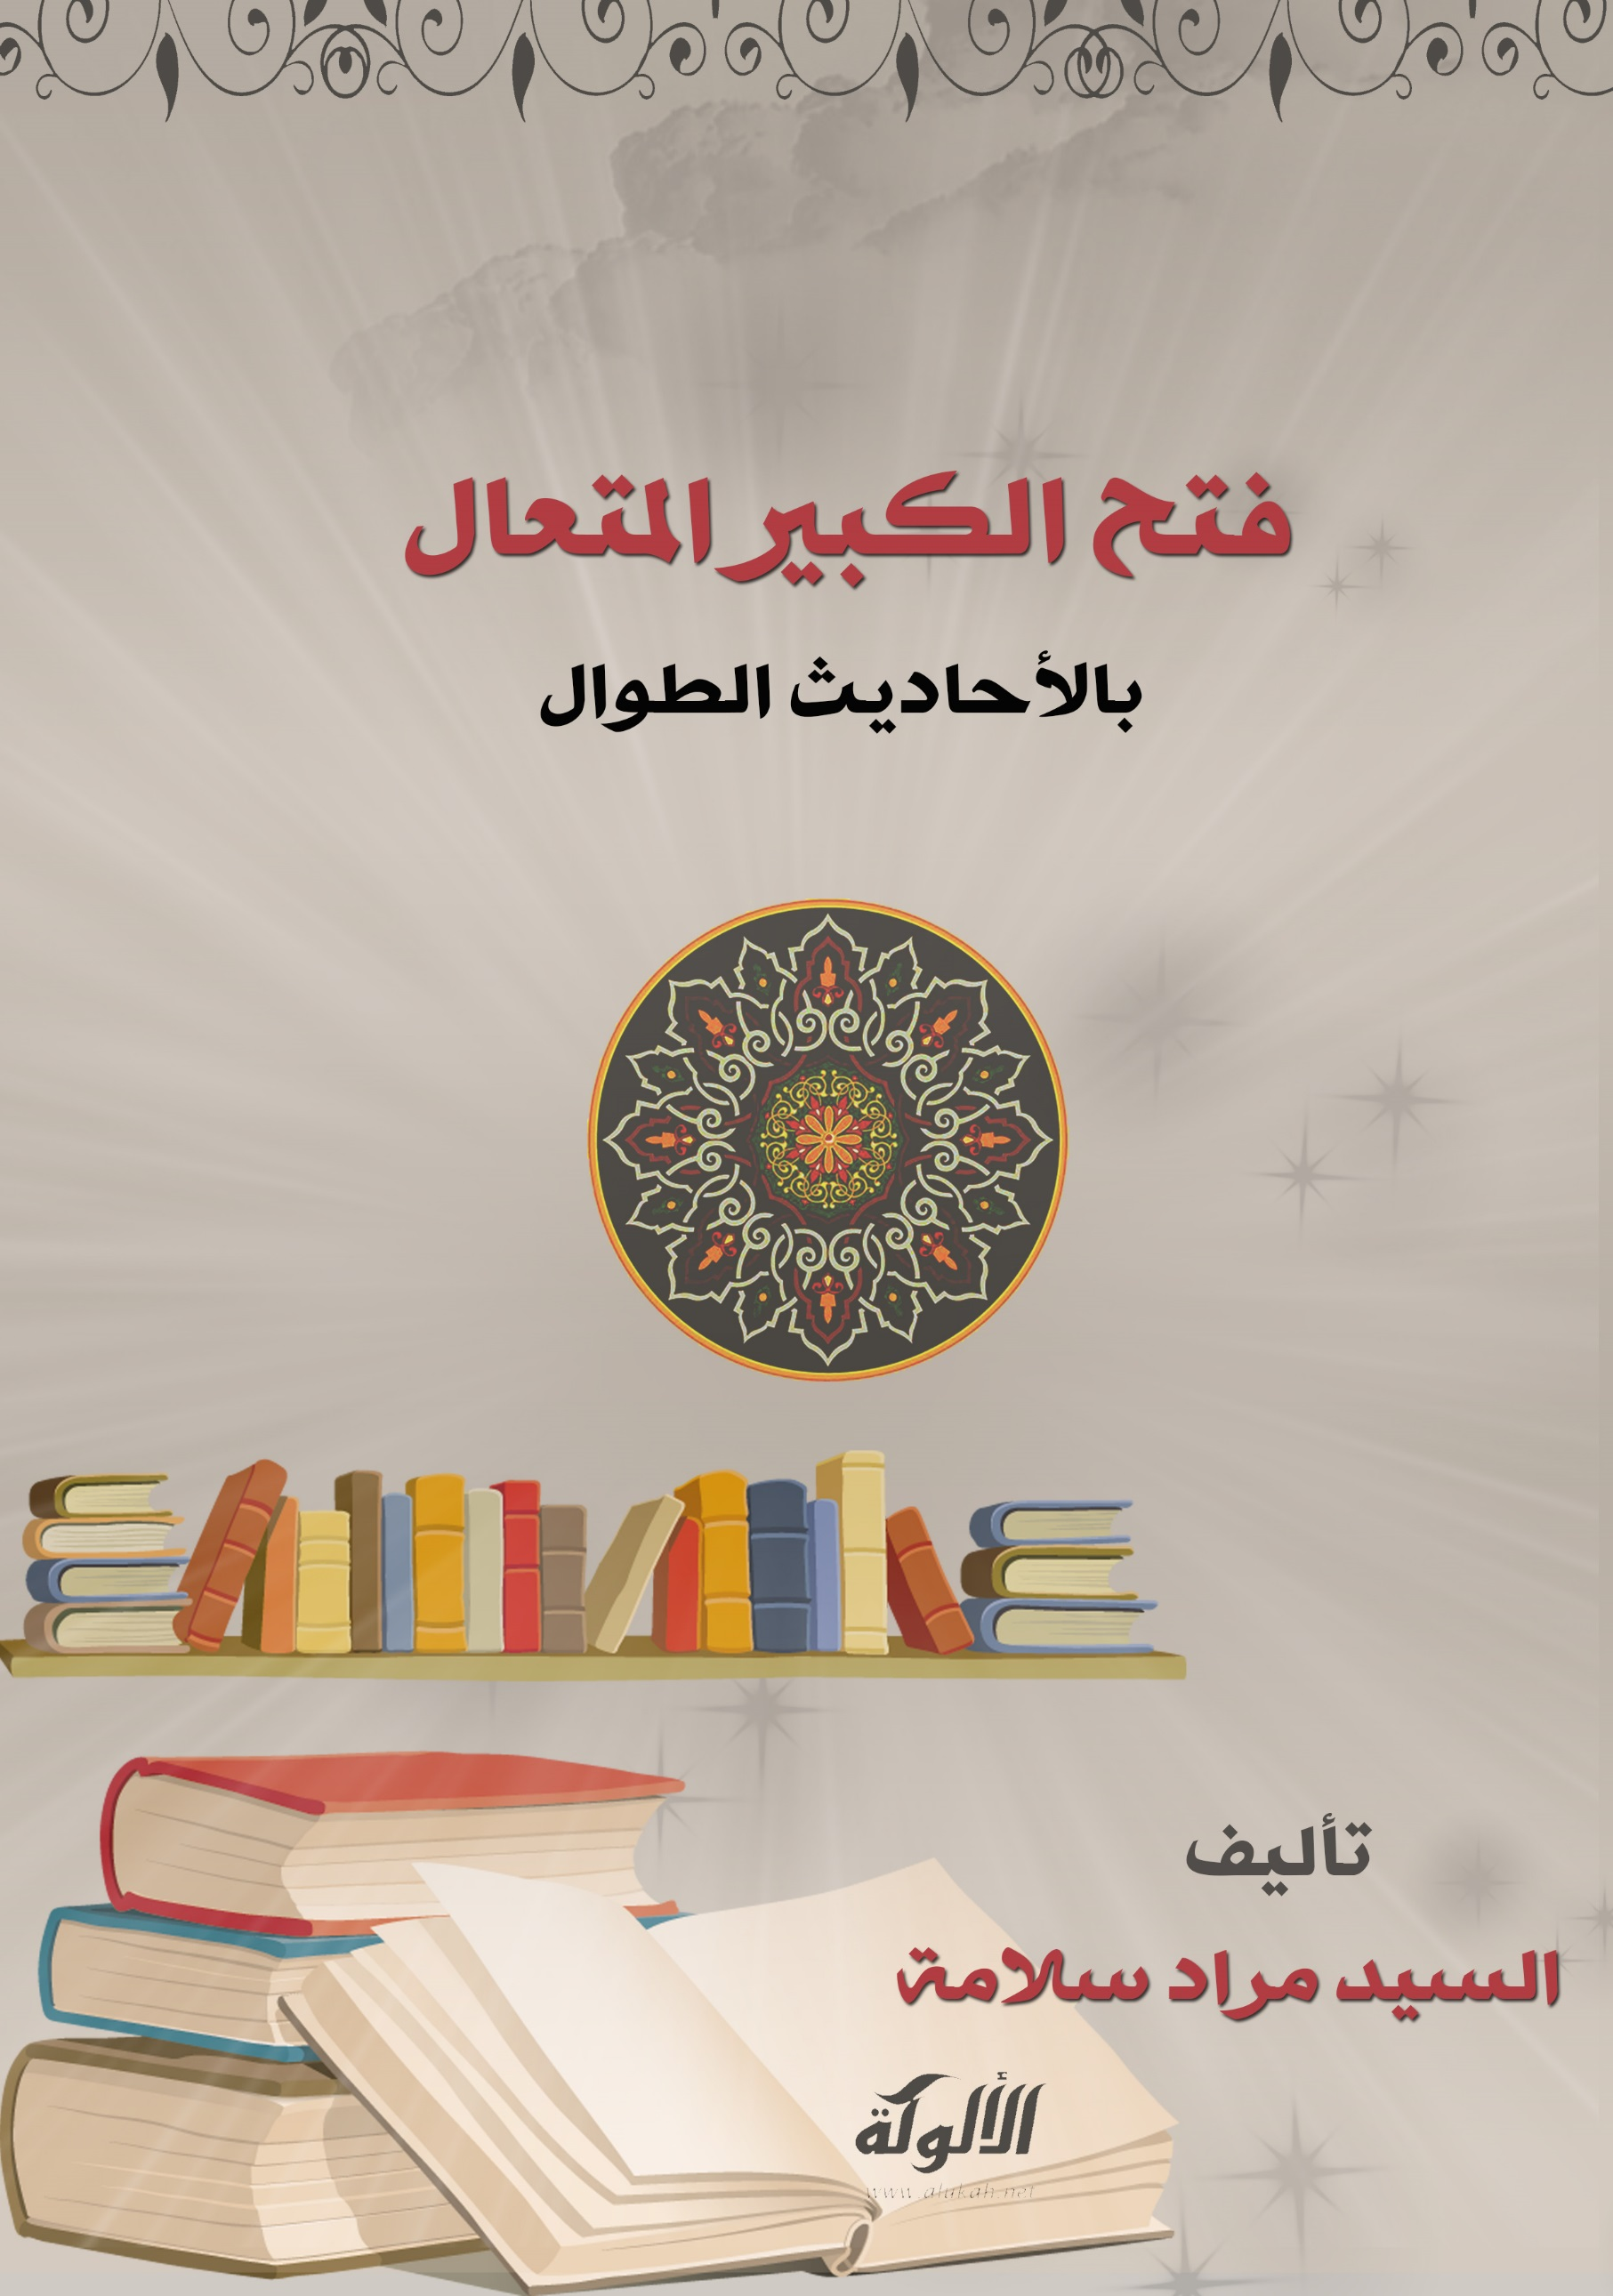 فتح الكبير المتعال
بالأحاديث الطوال
تأليف
السيد مراد سلامة
الألوكة
www.alukah.net